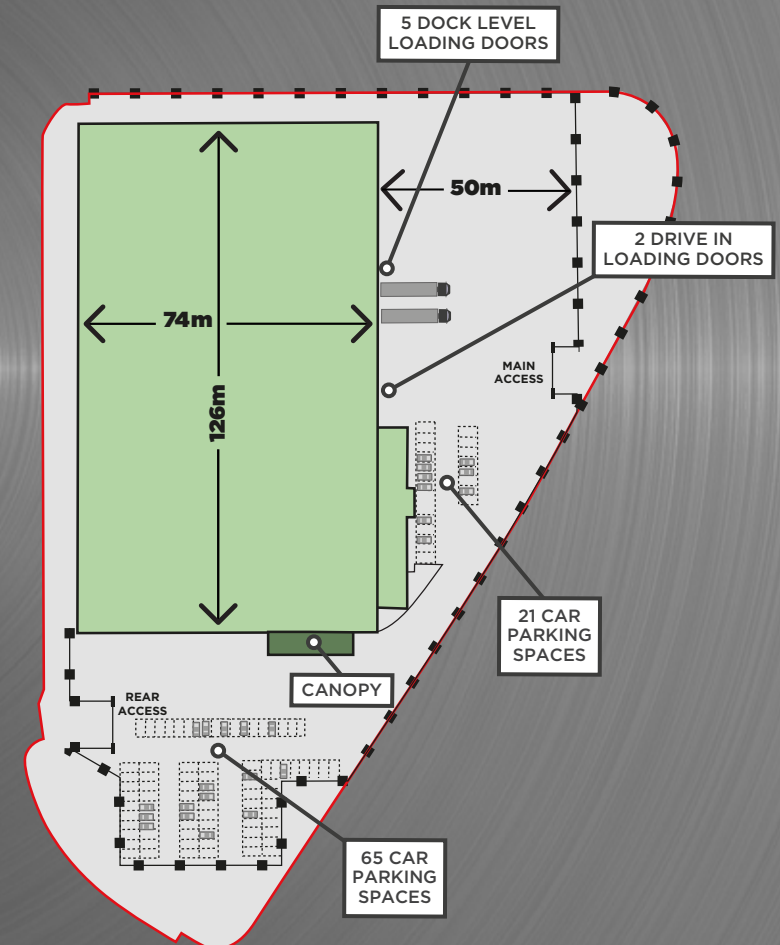 5 DOCK LEVEL
LOADING DOORS
50m
2 DRIVE IN
LOADING DOORS
74m
MAIN
ACCESS
126m
21 CAR
PARKING
SPACES
CANOPY
REAR
ACCESS
65 CAR
PARKING
SPACES